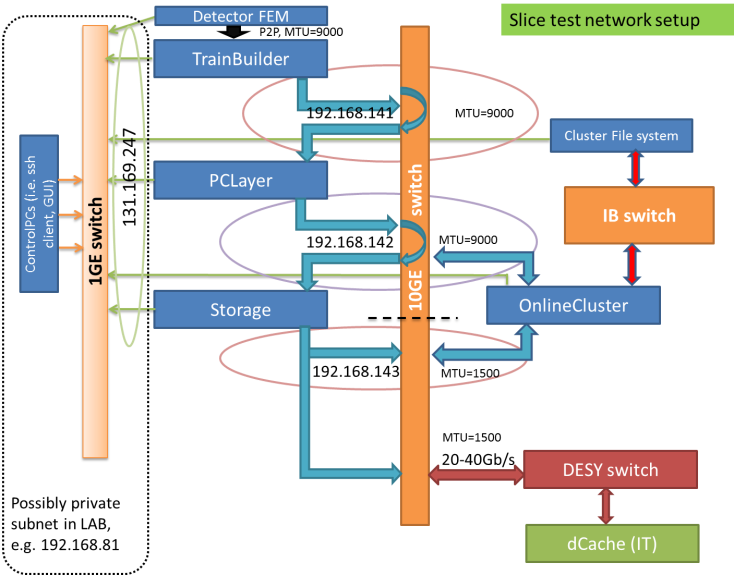 Slice test network setup
Detector FEM
P2P, MTU=9000
TrainBuilder
192.168.141
MTU=9000
Cluster File system
131.169.247
ControlPCs (i.e. ssh
client, GUI)
1GE switch
PCLayer
10GE switch
IB switch
192.168.142
MTU=9000
Storage
OnlineCluster
192.168.143
MTU=1500
MTU=1500
20-40Gb/s
DESY switch
Possibly private
subnet in LAB,
e.g. 192.168.81
dCache (IT)